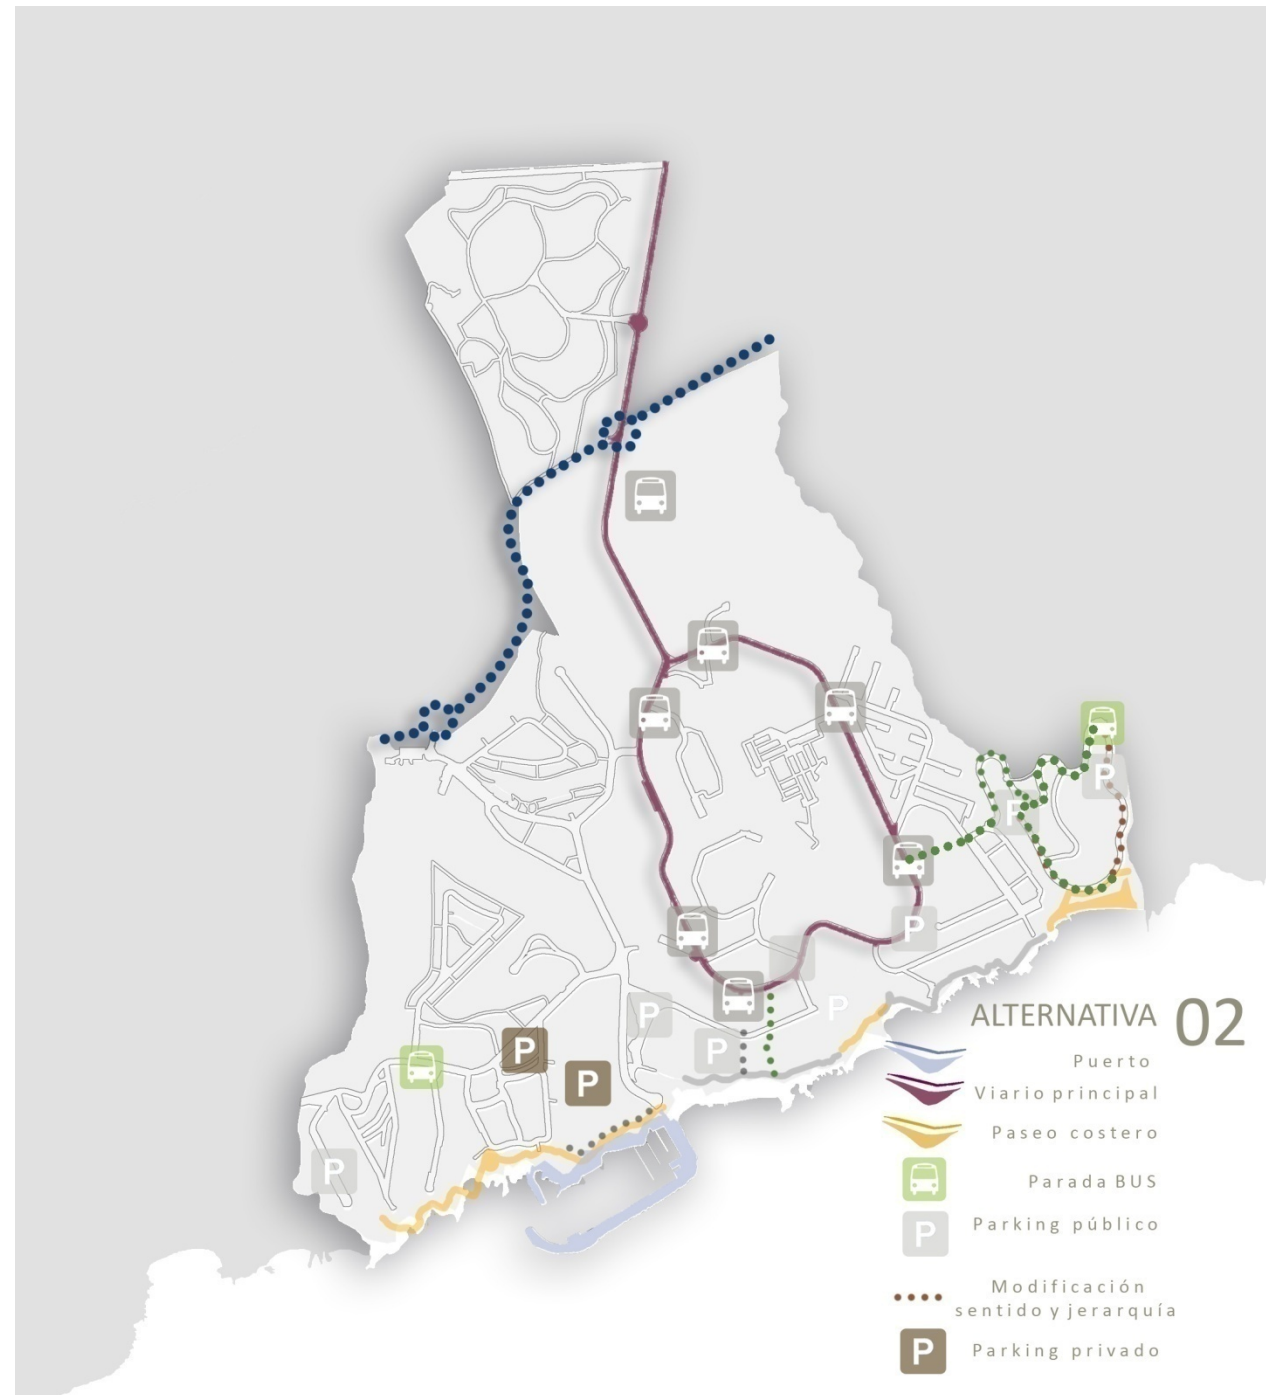 P
P
P
P
P
P
P
P
P
P
ALTERNATIVA 02
Puerto
Viario principal
Paseo costero
Parada BUS
P Parking público
Modificación
sentido y jerarquía
P Parking privado